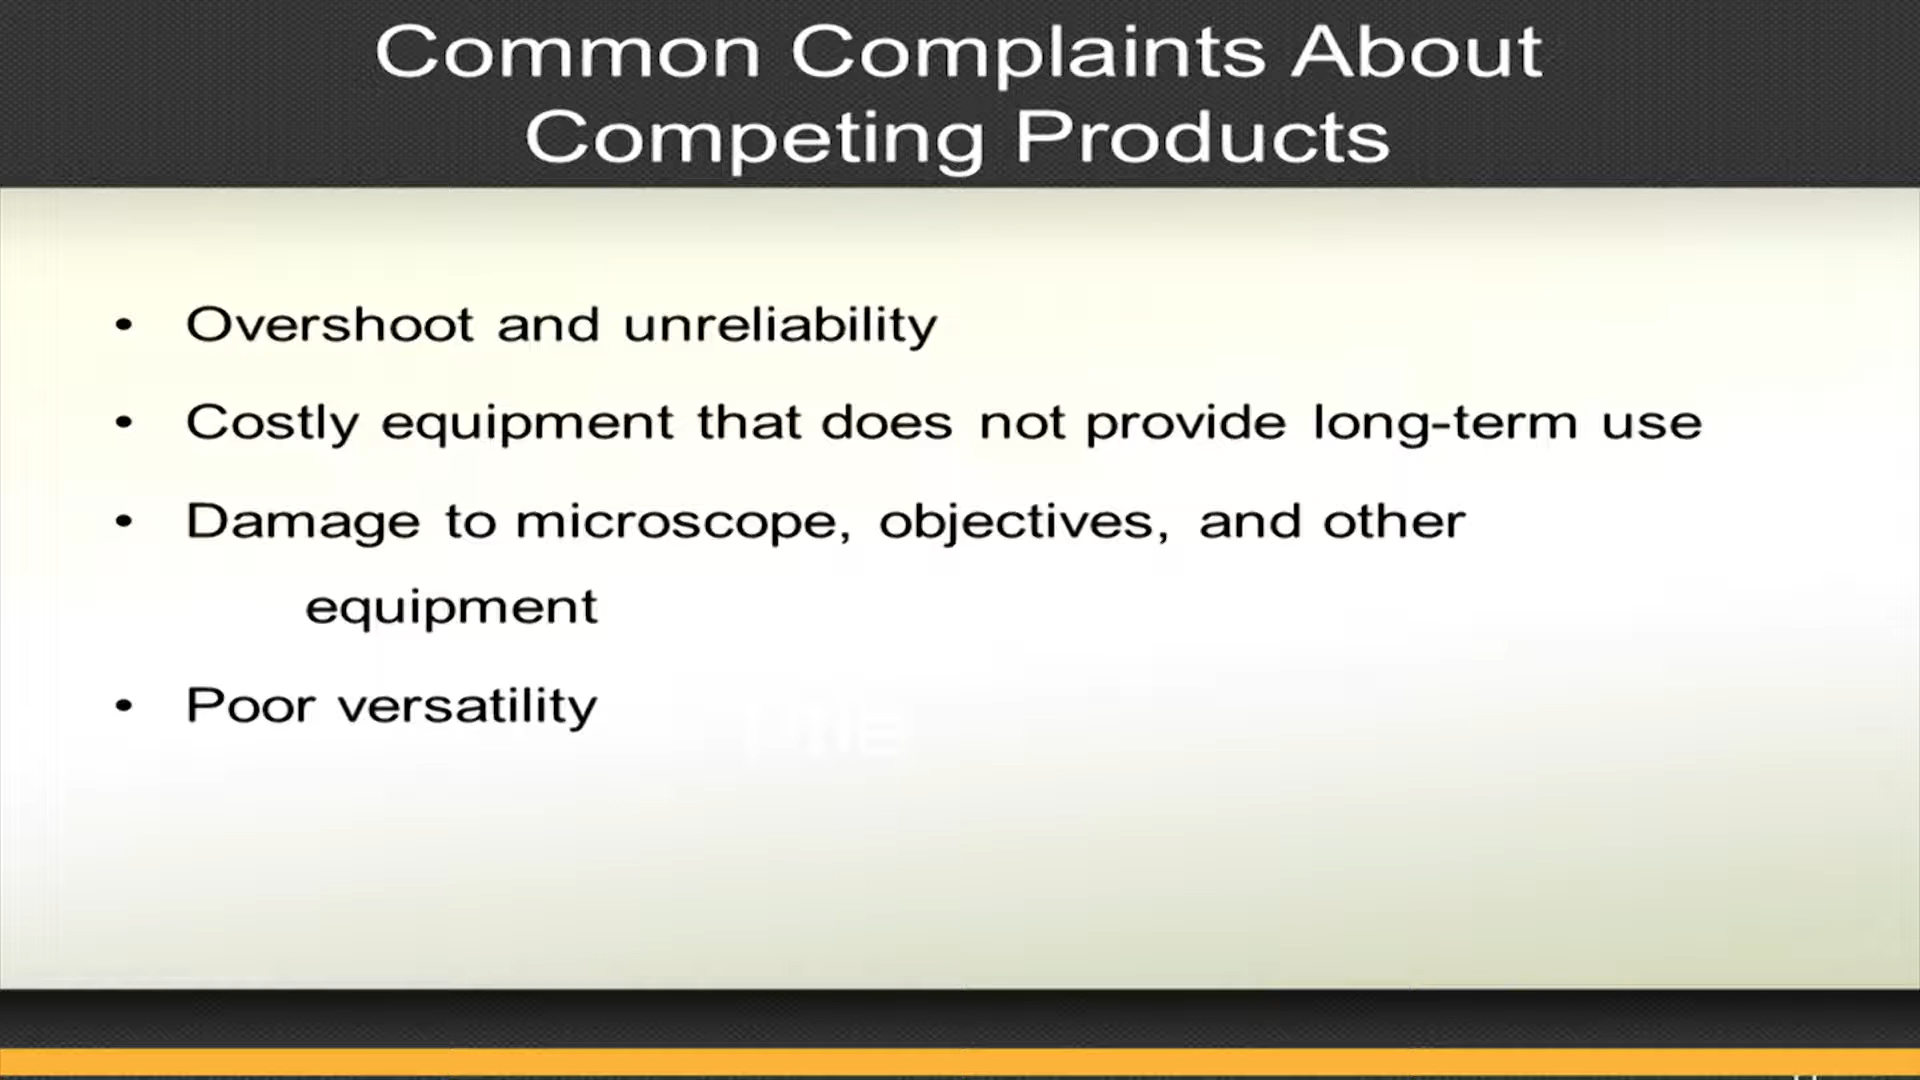 Common Complaints About
Competing Products
• Overshoot and unreliability
• Costly equipment that does not provide long-term use
• Damage to microscope, objectives, and other
equipment
• Poor versatility